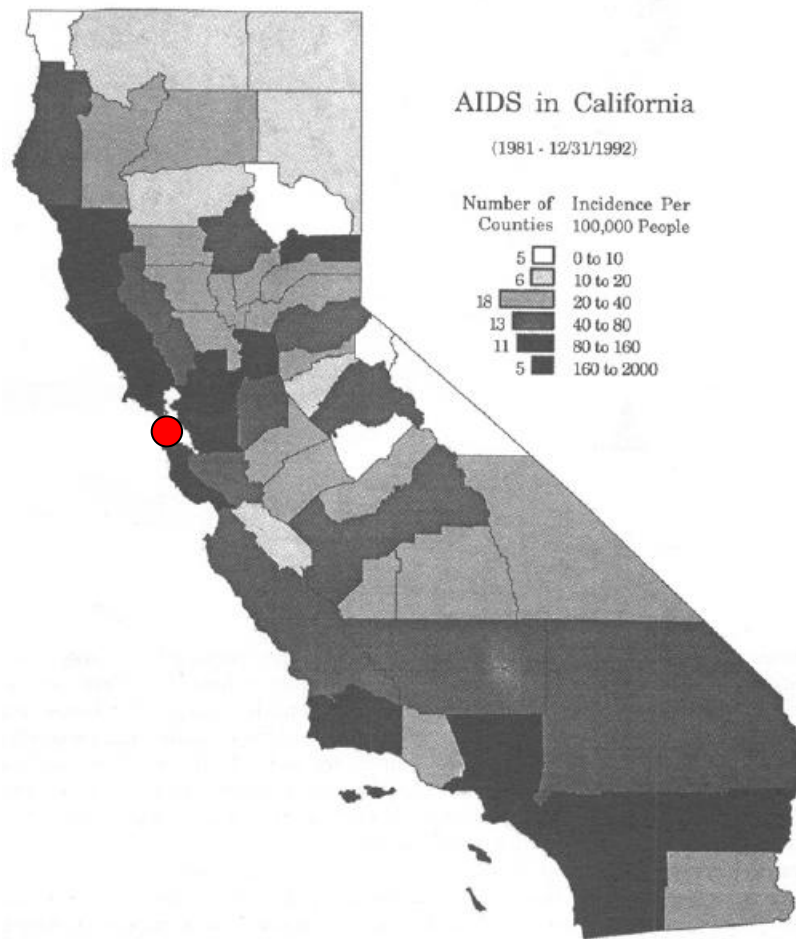 AIDS in California
(1981 - 12/31/1992)
Number of Incidence Per
Counties 100,000 People
5 0 to 10
6 10 to 20
18 20 to 40
13 40 to 80
11 80 to 160
5 160 to 2000